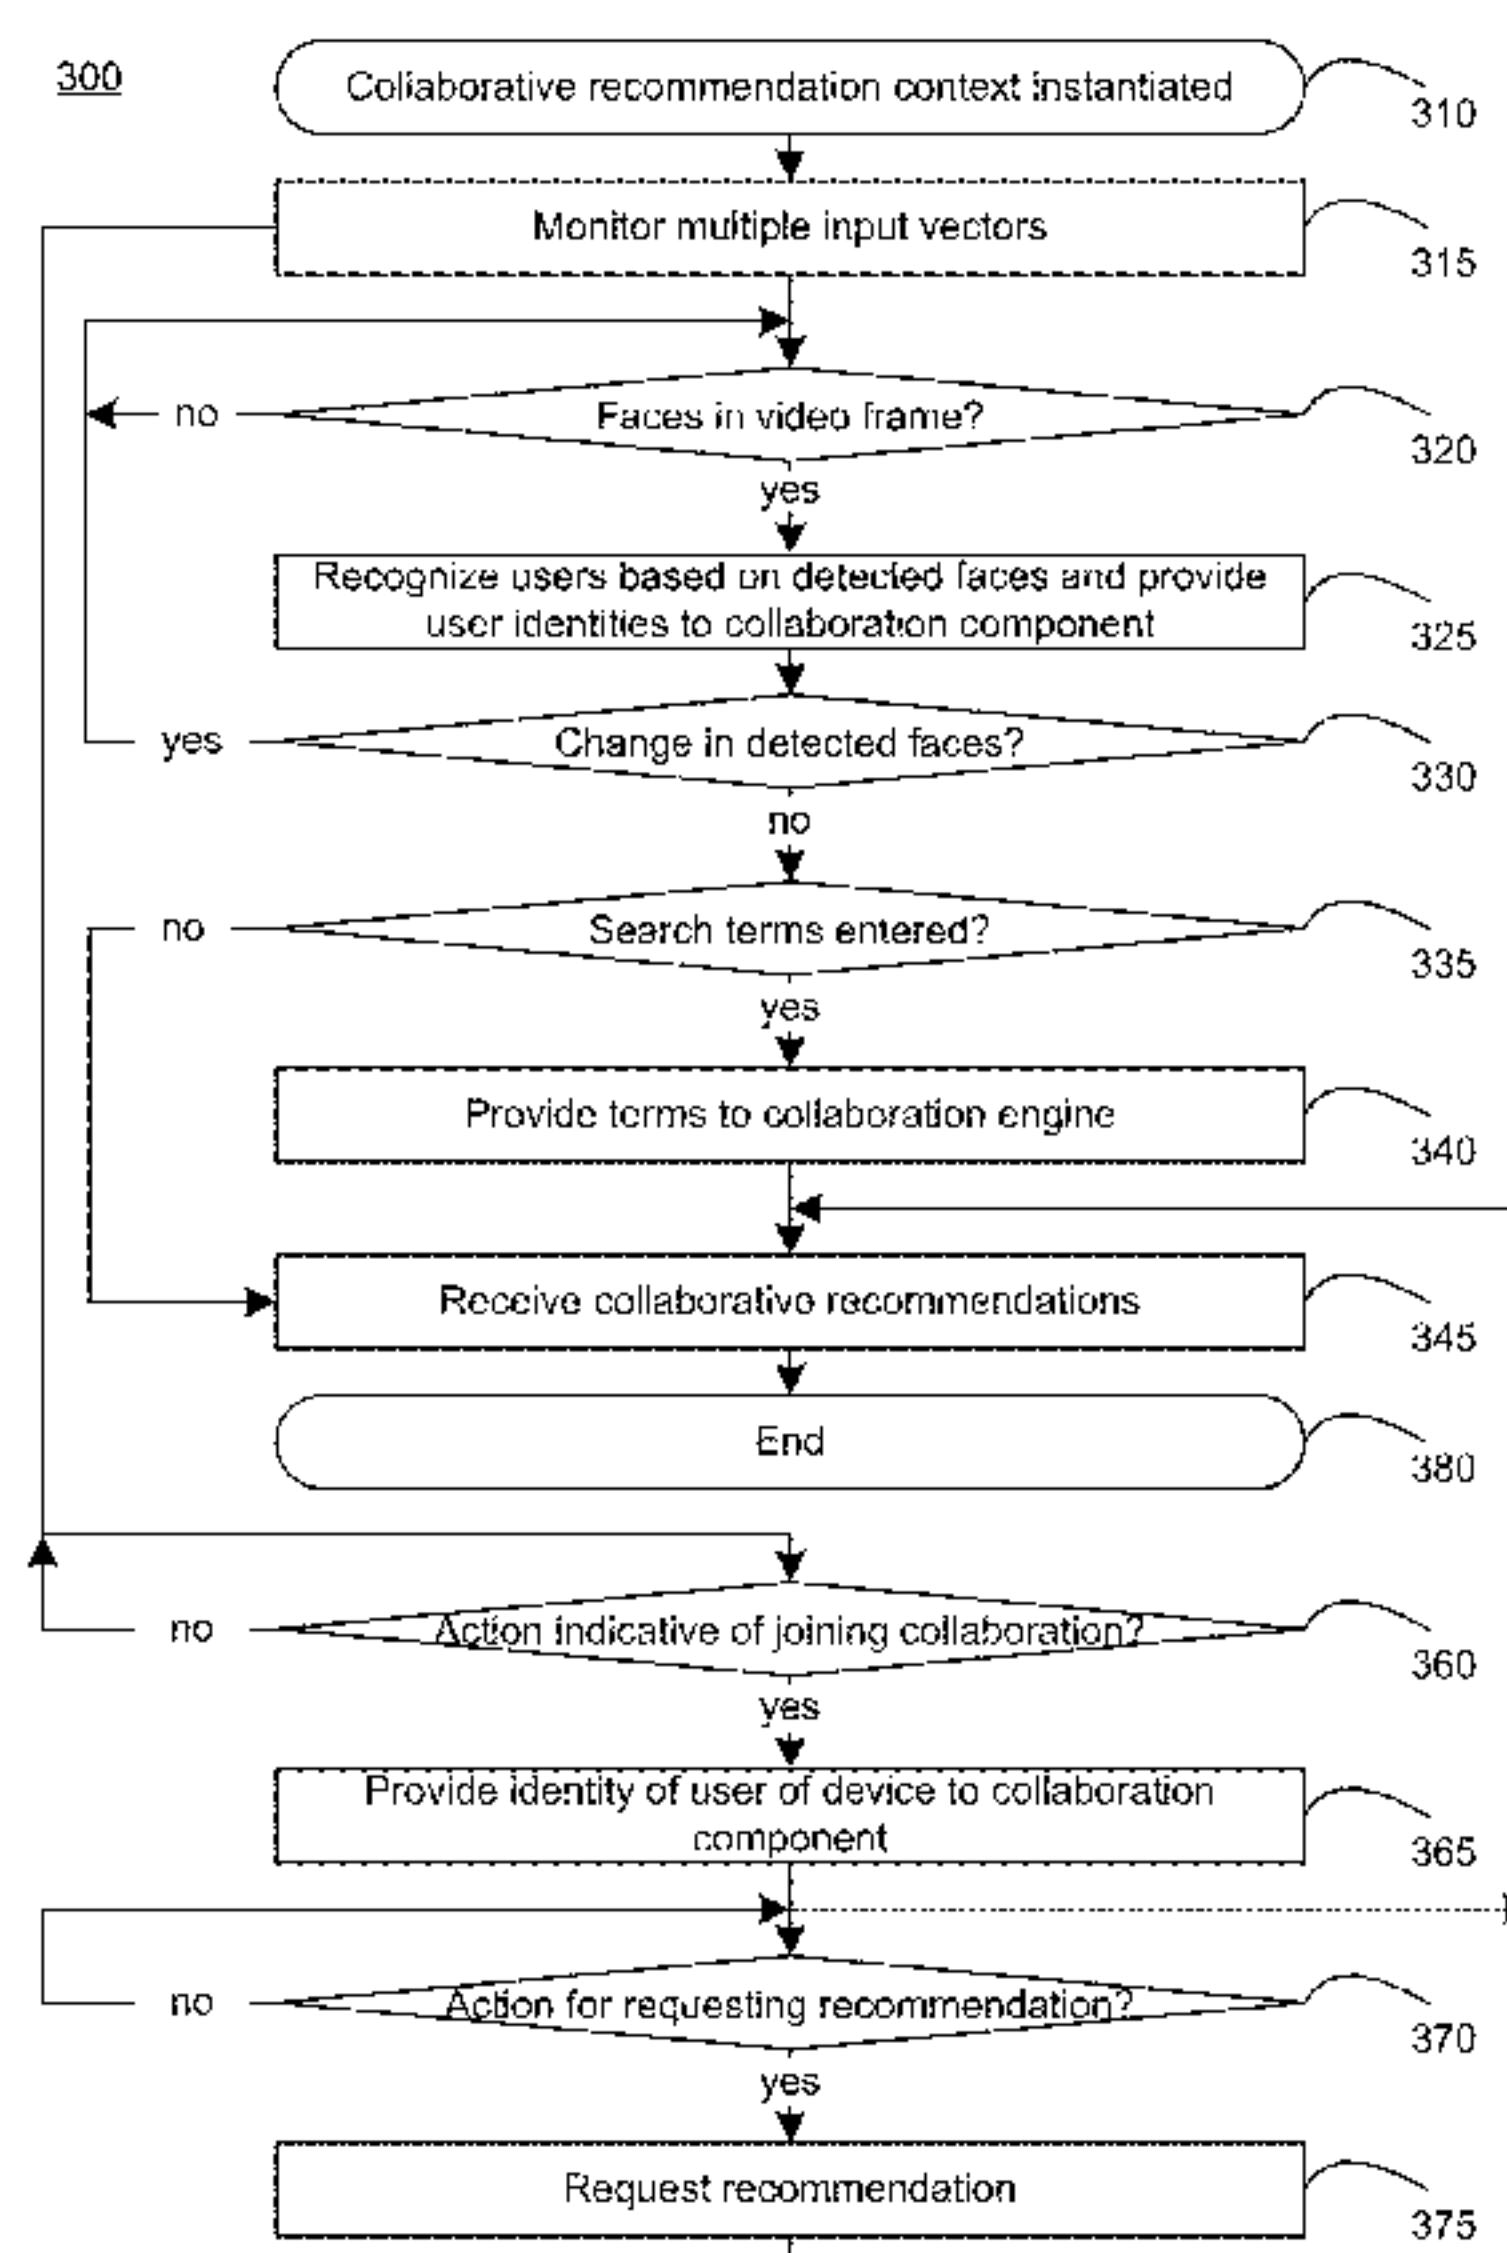 300
Collaborative recommendation context instantiated
310
Monitor multiple input vectors
315
no
Faces in video frame?
320
yes
Recognize users based on detected faces and provide
user identities to collaboration component
325
yes
Change in detected faces?
330
no
no
Search terms entered?
335
yes
Provide terms to collaboration engine
340
Receive collaborative recommendations
345
End
380
no
Action indicative of joining collaboration?
360
yes
Provide identity of user of device to collaboration
component
365
no
Action for requesting recommendation?
370
yes
Request recommendation
375